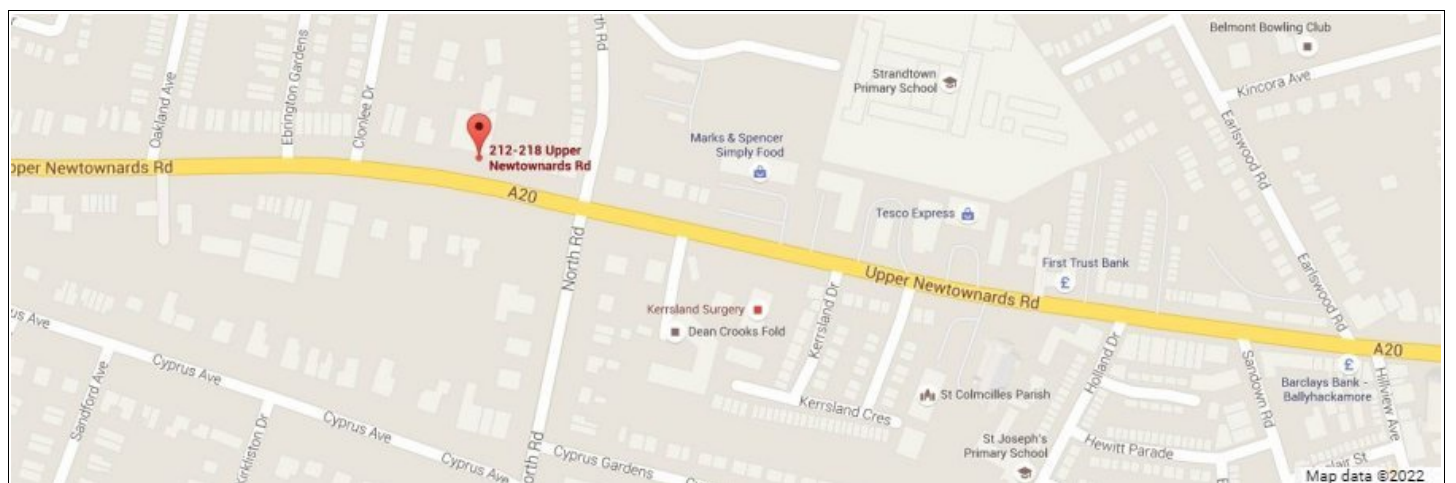 Belmont Bowling Club
Kincora Ave
Strandtown
Primary School
Earlswood Rd
North Rd
Oakland Ave
Ebrington Gardens
Clonlee Dr
Marks & Spencer
Simply Food
212-218 Upper
Newtownards Rd
pper Newtownards Rd
A20
Tesco Express
First Trust Bank
£
Upper Newtownards Rd
North Rd
Earlswood Rd
Kerrsland Surgery
Dean Crooks Fold
Kerrsland Dr
Holland Dr
A20
Sandown Rd
£
Barclays Bank -
Ballyhackamore
Hillview Ave
us Ave
Cyprus Ave
Sandford Ave
Kirkliston Dr
Cyprus Ave
Cyprus Ave
Kerrsland Cres
St Colmcilles Parish
St Joseph's
Primary School
Hewitt Parade
orth Rd
Cyprus Gardens
lair St
Map data ©2022